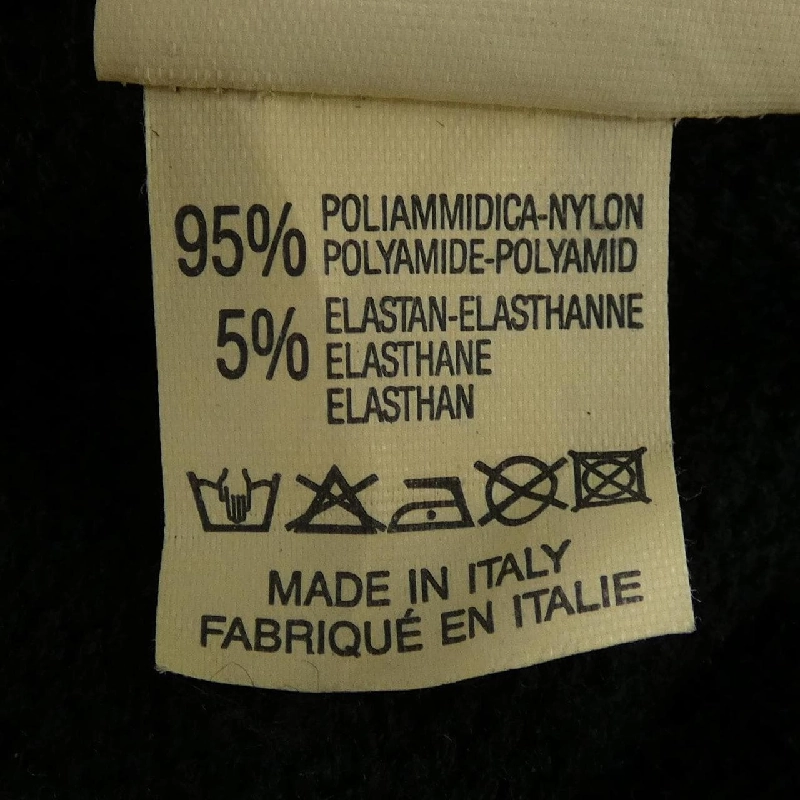 95% POLIAMMIDICA-NYLON
POLYAMIDE-POLYAMID
5% ELASTAN-ELASTHANNE
ELASTHANE
ELASTHAN
MADE IN ITALY
FABRIQUÉ EN ITALIE